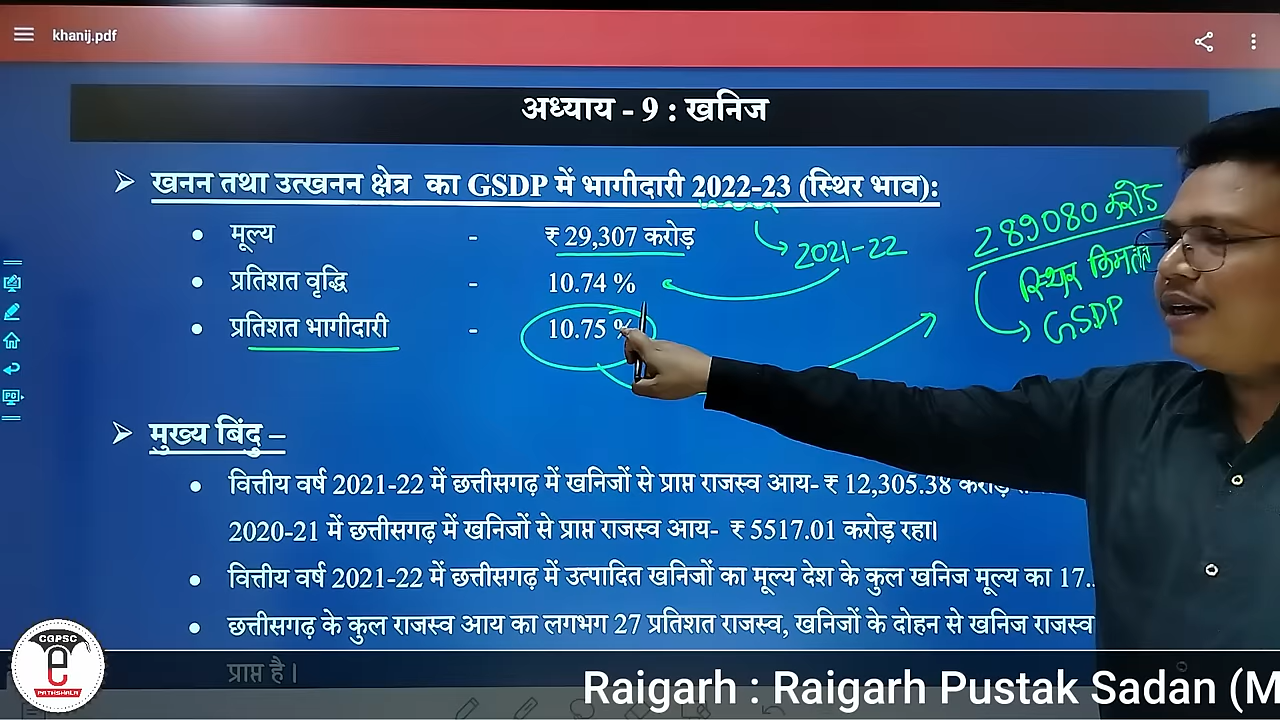 khanij.pdf
अध्याय - 9 : खनिज
➢ खनन तथा उत्खनन क्षेत्र का GSDP में भागीदारी 2022-23 (स्थिर भाव):
• मूल्य - ₹ 29,307 करोड़
2021-22
289080 करोड़
• प्रतिशत वृद्धि - 10.74 %
स्थिर
• प्रतिशत भागीदारी - 10.75 %
GSDP
➢ मुख्य बिंदु –
• वित्तीय वर्ष 2021-22 में छत्तीसगढ़ में खनिजों से प्राप्त राजस्व आय- ₹ 12,305.38 करोड़
2020-21 में छत्तीसगढ़ में खनिजों से प्राप्त राजस्व आय- ₹ 5517.01 करोड़ रहा।
• वित्तीय वर्ष 2021-22 में छत्तीसगढ़ में उत्पादित खनिजों का मूल्य देश के कुल खनिज मूल्य का 17.
• छत्तीसगढ़ के कुल राजस्व आय का लगभग 27 प्रतिशत राजस्व, खनिजों के दोहन से खनिज राजस्व
प्राप्त है।
CGPSC
e
PATHSHALA
Raigarh : Raigarh Pustak Sadan (M